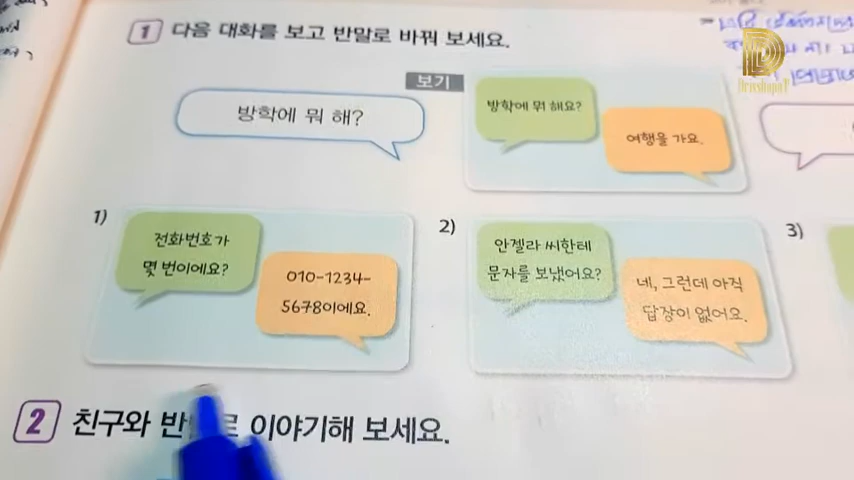 1 다음 대화를 보고 반말로 바꿔 보세요.
보기
방학에 뭐 해?
방학에 뭐 해요?
여행을 가요.
1)
전화번호가
몇 번이에요?
010-1234-
5678이에요.
2)
안젤라 씨한테
문자를 보냈어요?
네, 그런데 아직
답장이 없어요.
3)
2 친구와 반말로 이야기해 보세요.